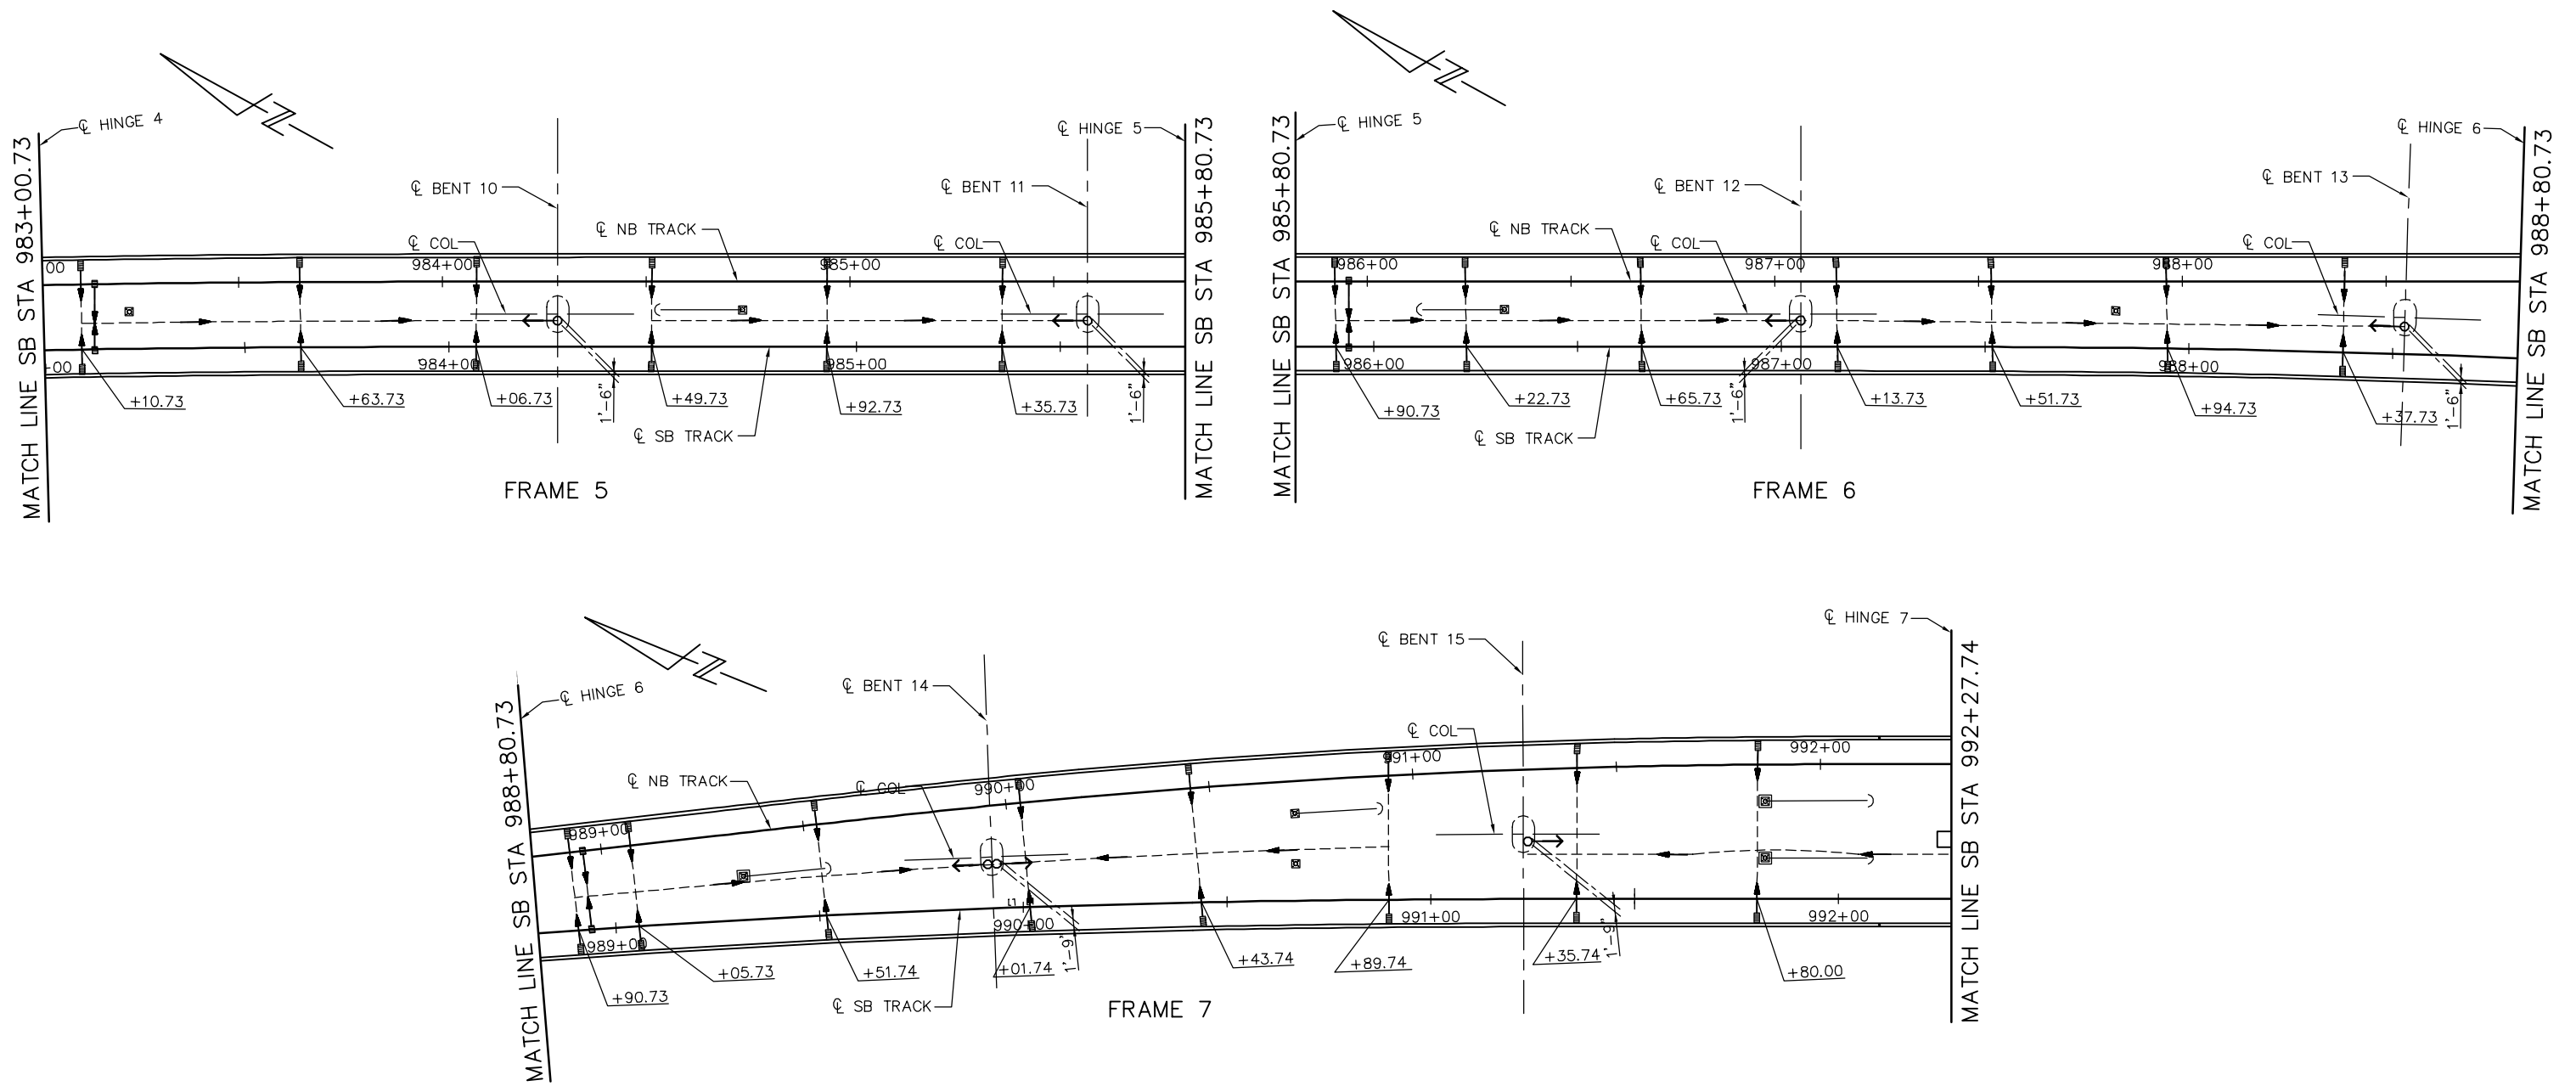 MATCH LINE SB STA 983+00.73
℄ HINGE 4
℄ BENT 10
℄ COL
℄ NB TRACK
℄ BENT 11
℄ COL
℄ HINGE 5
MATCH LINE SB STA 985+80.73
00
984+00
985+00
-00
984+00
985+00
+10.73
+63.73
+06.73
+49.73
+92.73
+35.73
1'-6"
1'-6"
℄ SB TRACK
FRAME 5
MATCH LINE SB STA 985+80.73
℄ HINGE 5
℄ BENT 12
℄ NB TRACK
℄ COL
℄ BENT 13
℄ COL
℄ HINGE 6
MATCH LINE SB STA 988+80.73
986+00
987+00
988+00
986+00
987+00
988+00
+90.73
+22.73
+65.73
+13.73
+51.73
+94.73
+37.73
1'-6"
1'-6"
℄ SB TRACK
FRAME 6
MATCH LINE SB STA 988+80.73
℄ HINGE 6
℄ NB TRACK
℄ BENT 14
℄ COL
℄ BENT 15
℄ COL
℄ HINGE 7
MATCH LINE SB STA 992+27.74
989+00
990+00
991+00
992+00
989+00
990+00
991+00
992+00
+90.73
+05.73
+51.74
+01.74
+43.74
+89.74
+35.74
+80.00
1'-9"
1'-9"
℄ SB TRACK
FRAME 7